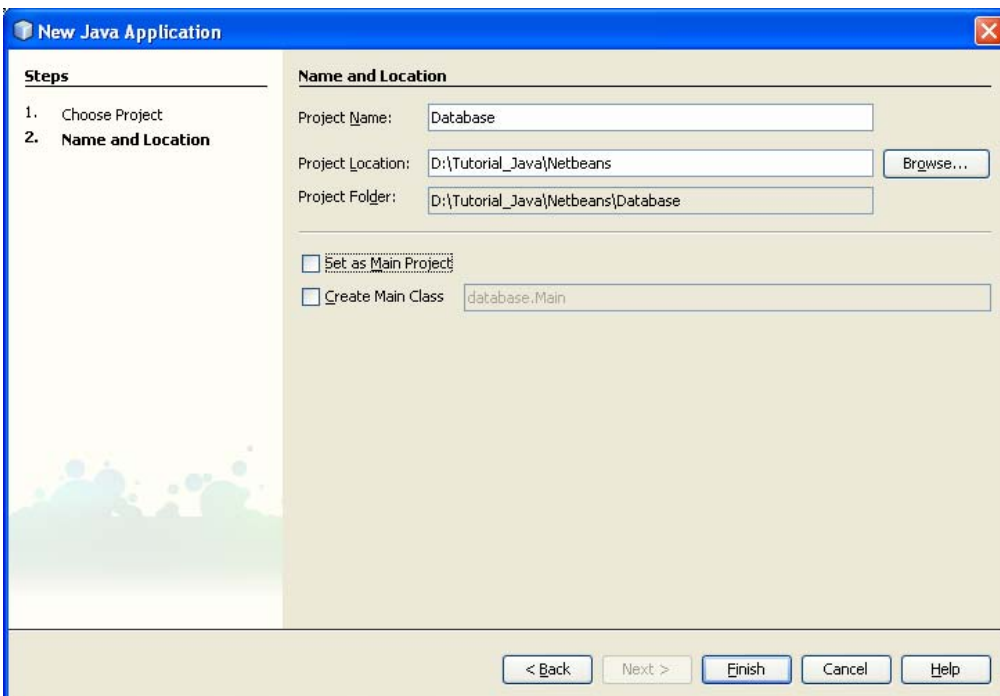 New Java Application
Steps
1. Choose Project
2. Name and Location
Name and Location
Project Name: Database
Project Location: D:\Tutorial_Java\Netbeans Browse...
Project Folder: D:\Tutorial_Java\Netbeans\Database
Set as Main Project
Create Main Class database.Main
< Back Next > Finish Cancel Help